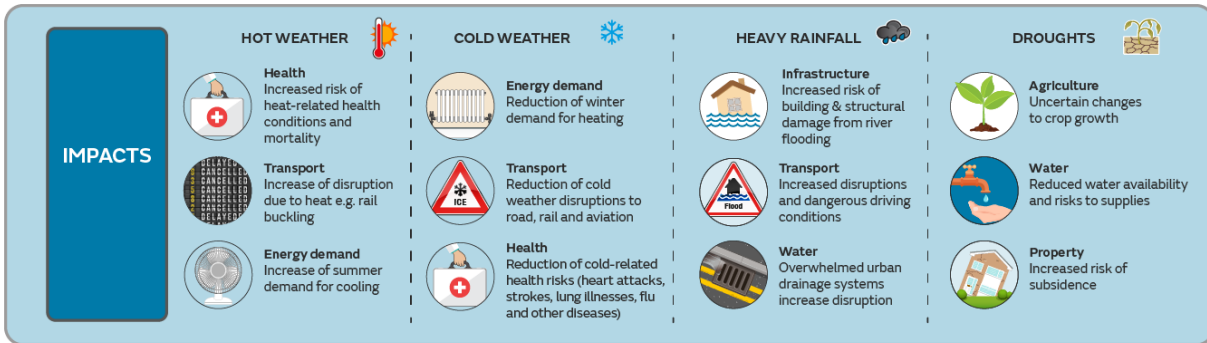 IMPACTS
HOT WEATHER
Health
Increased risk of
heat-related health
conditions and
mortality
DELAYED
CANCELLED
CANCELLED
CANCELLED
CANCELLED
DELAYED
Transport
Increase of disruption
due to heat e.g. rail
buckling
Energy demand
Increase of summer
demand for cooling
COLD WEATHER
Energy demand
Reduction of winter
demand for heating
ICE
Transport
Reduction of cold
weather disruptions to
road, rail and aviation
Health
Reduction of cold-related
health risks (heart attacks,
strokes, lung illnesses, flu
and other diseases)
HEAVY RAINFALL
Infrastructure
Increased risk of
building & structural
damage from river
flooding
Flood
Transport
Increased disruptions
and dangerous driving
conditions
Water
Overwhelmed urban
drainage systems
increase disruption
DROUGHTS
Agriculture
Uncertain changes
to crop growth
Water
Reduced water availability
and risks to supplies
Property
Increased risk of
subsidence